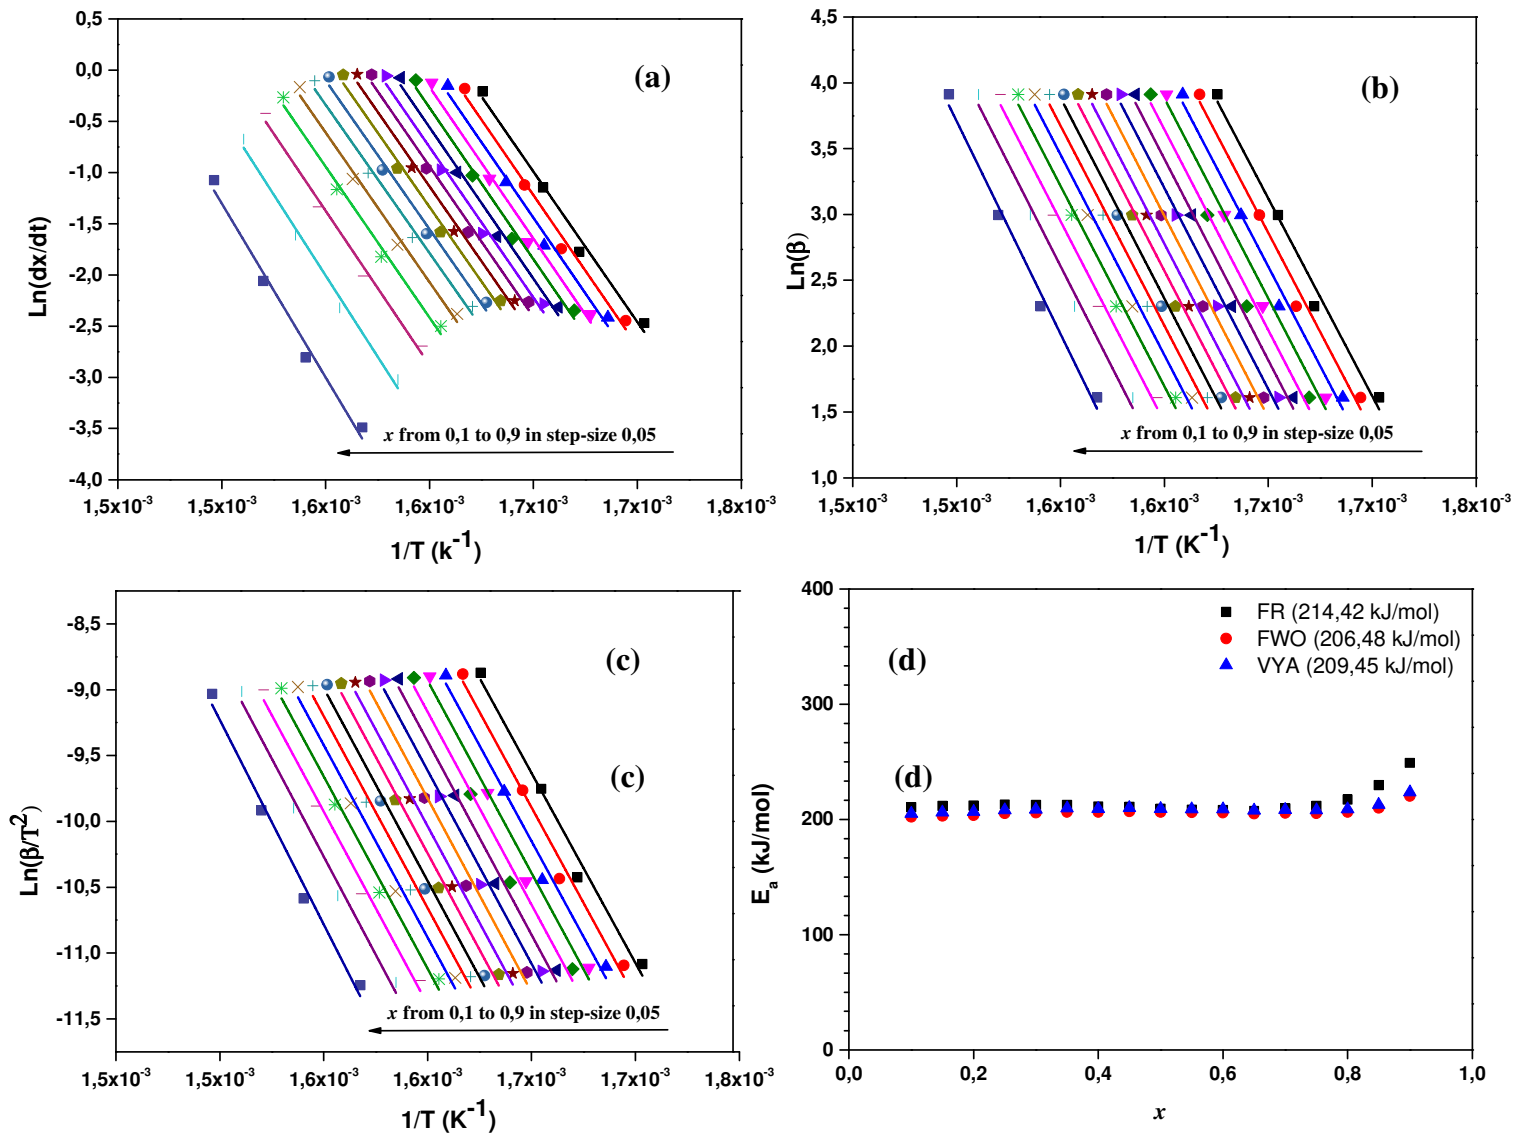 0,5
0,0
-0,5
-1,0
-1,5
-2,0
-2,5
-3,0
-3,5
-4,0
Ln(dx/dt)
(a)
x from 0,1 to 0,9 in step-size 0,05
1,5x10-3 1,5x10-3 1,6x10-3 1,6x10-3 1,7x10-3 1,7x10-3 1,8x10-3
1/T (k-1)
4,5
4,0
3,5
3,0
2,5
2,0
1,5
1,0
Ln(β)
(b)
x from 0,1 to 0,9 in step-size 0,05
1,5x10-3 1,5x10-3 1,6x10-3 1,6x10-3 1,7x10-3 1,7x10-3 1,8x10-3
1/T (K-1)
-8,5
-9,0
-9,5
-10,0
-10,5
-11,0
-11,5
Ln(β/T2)
(c)
(c)
x from 0,1 to 0,9 in step-size 0,05
1,5x10-3 1,5x10-3 1,6x10-3 1,6x10-3 1,7x10-3 1,7x10-3 1,8x10-3
1/T (K-1)
400
300
200
100
0
Ea (kJ/mol)
(d)
(d)
FR (214,42 kJ/mol)
FWO (206,48 kJ/mol)
VYA (209,45 kJ/mol)
0,0 0,2 0,4 0,6 0,8 1,0
x